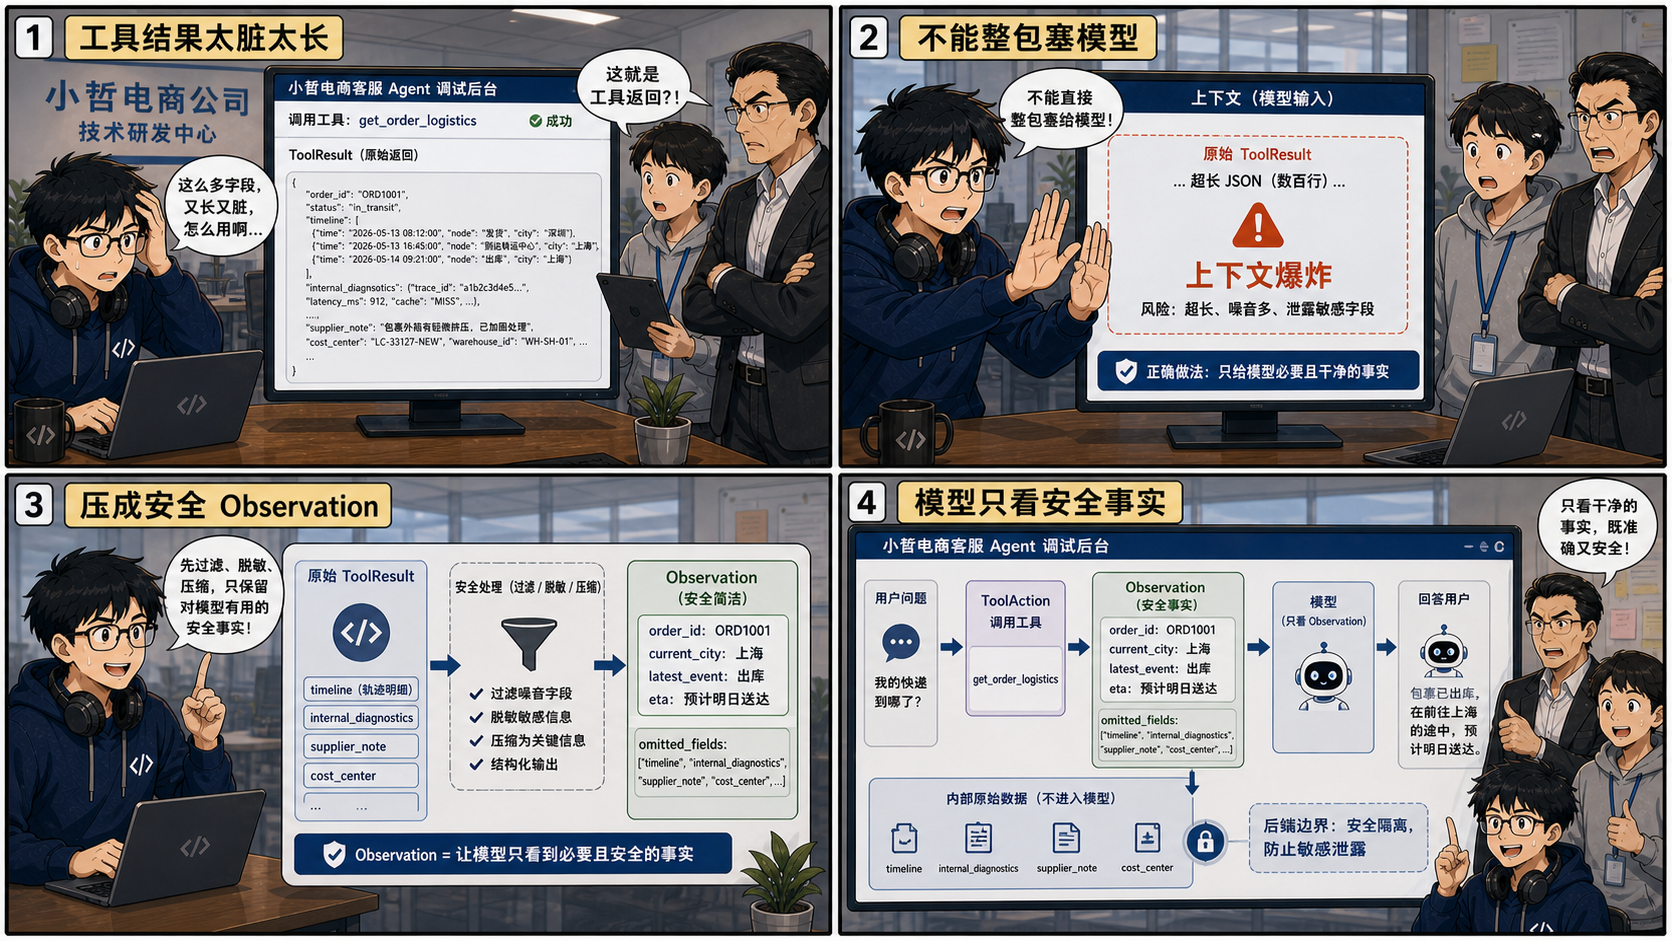 1
工具结果太脏太长
小哲电商公司
技术研发中心
这么多字段，
又长又脏，
怎么用啊...
小哲电商客服 Agent 调试后台
调用工具： get_order_logistics
成功
ToolResult（原始返回）
{
"order_id": "ORD1001",
"status": "in_transit",
"timeline": [
{"time": "2026-05-13 08:12:00", "node": "发货", "city": "深圳"},
{"time": "2026-05-13 16:45:00", "node": "转运中心", "city": "上海"},
{"time": "2026-05-14 09:21:00", "node": "出库", "city": "上海"}
],
"internal_diagnsotics": {"trace_id": "a1b2c3d4e5...",
"latency_ms": 912, "cache": "MISS", ...},
....,
"supplier_note": "包裹外箱有轻微挤压，已加固处理",
"cost_center": "LC-33127-NEW", "warehouse_id": "WH-SH-01", ...
...
}
这就是
工具返回?!
2
不能整包塞模型
不能直接
整包塞给模型！
上下文（模型输入）
原始 ToolResult
... 超长 JSON（数百行）...
上下文爆炸
风险：超长、噪音多、泄露敏感字段
正确做法：只给模型必要且干净的事实
3
压成安全 Observation
先过滤、脱敏、
压缩，只保留
对模型有用的
安全事实！
原始 ToolResult
</>
timeline（轨迹明细）
internal_diagnostics
supplier_note
cost_center
... ...
安全处理（过滤 / 脱敏 / 压缩）
过滤噪音字段
脱敏敏感信息
压缩为关键信息
结构化输出
Observation
（安全简洁）
order_id: ORD1001
current_city: 上海
latest_event: 出库
eta: 预计明日送达
omitted_fields:
["timeline", "internal_diagnostics",
"supplier_note", "cost_center", ...]
Observation = 让模型只看到必要且安全的事实
4
模型只看安全事实
只看干净的
事实，既准
确又安全！
小哲电商客服 Agent 调试后台
用户问题
我的快递
到哪了？
ToolAction
调用工具
get_order_logistics
Observation
（安全事实）
order_id: ORD1001
current_city: 上海
latest_event: 出库
eta: 预计明日送达
omitted_fields:
["timeline", "internal_diagnostics",
"supplier_note", "cost_center", ...]
模型
（只看 Observation）
回答用户
包裹已出库，
在前往上海
的途中，预
计明日送达。
内部原始数据（不进入模型）
timeline
internal_diagnostics
supplier_note
cost_center
后端边界：安全隔离，
防止敏感泄露